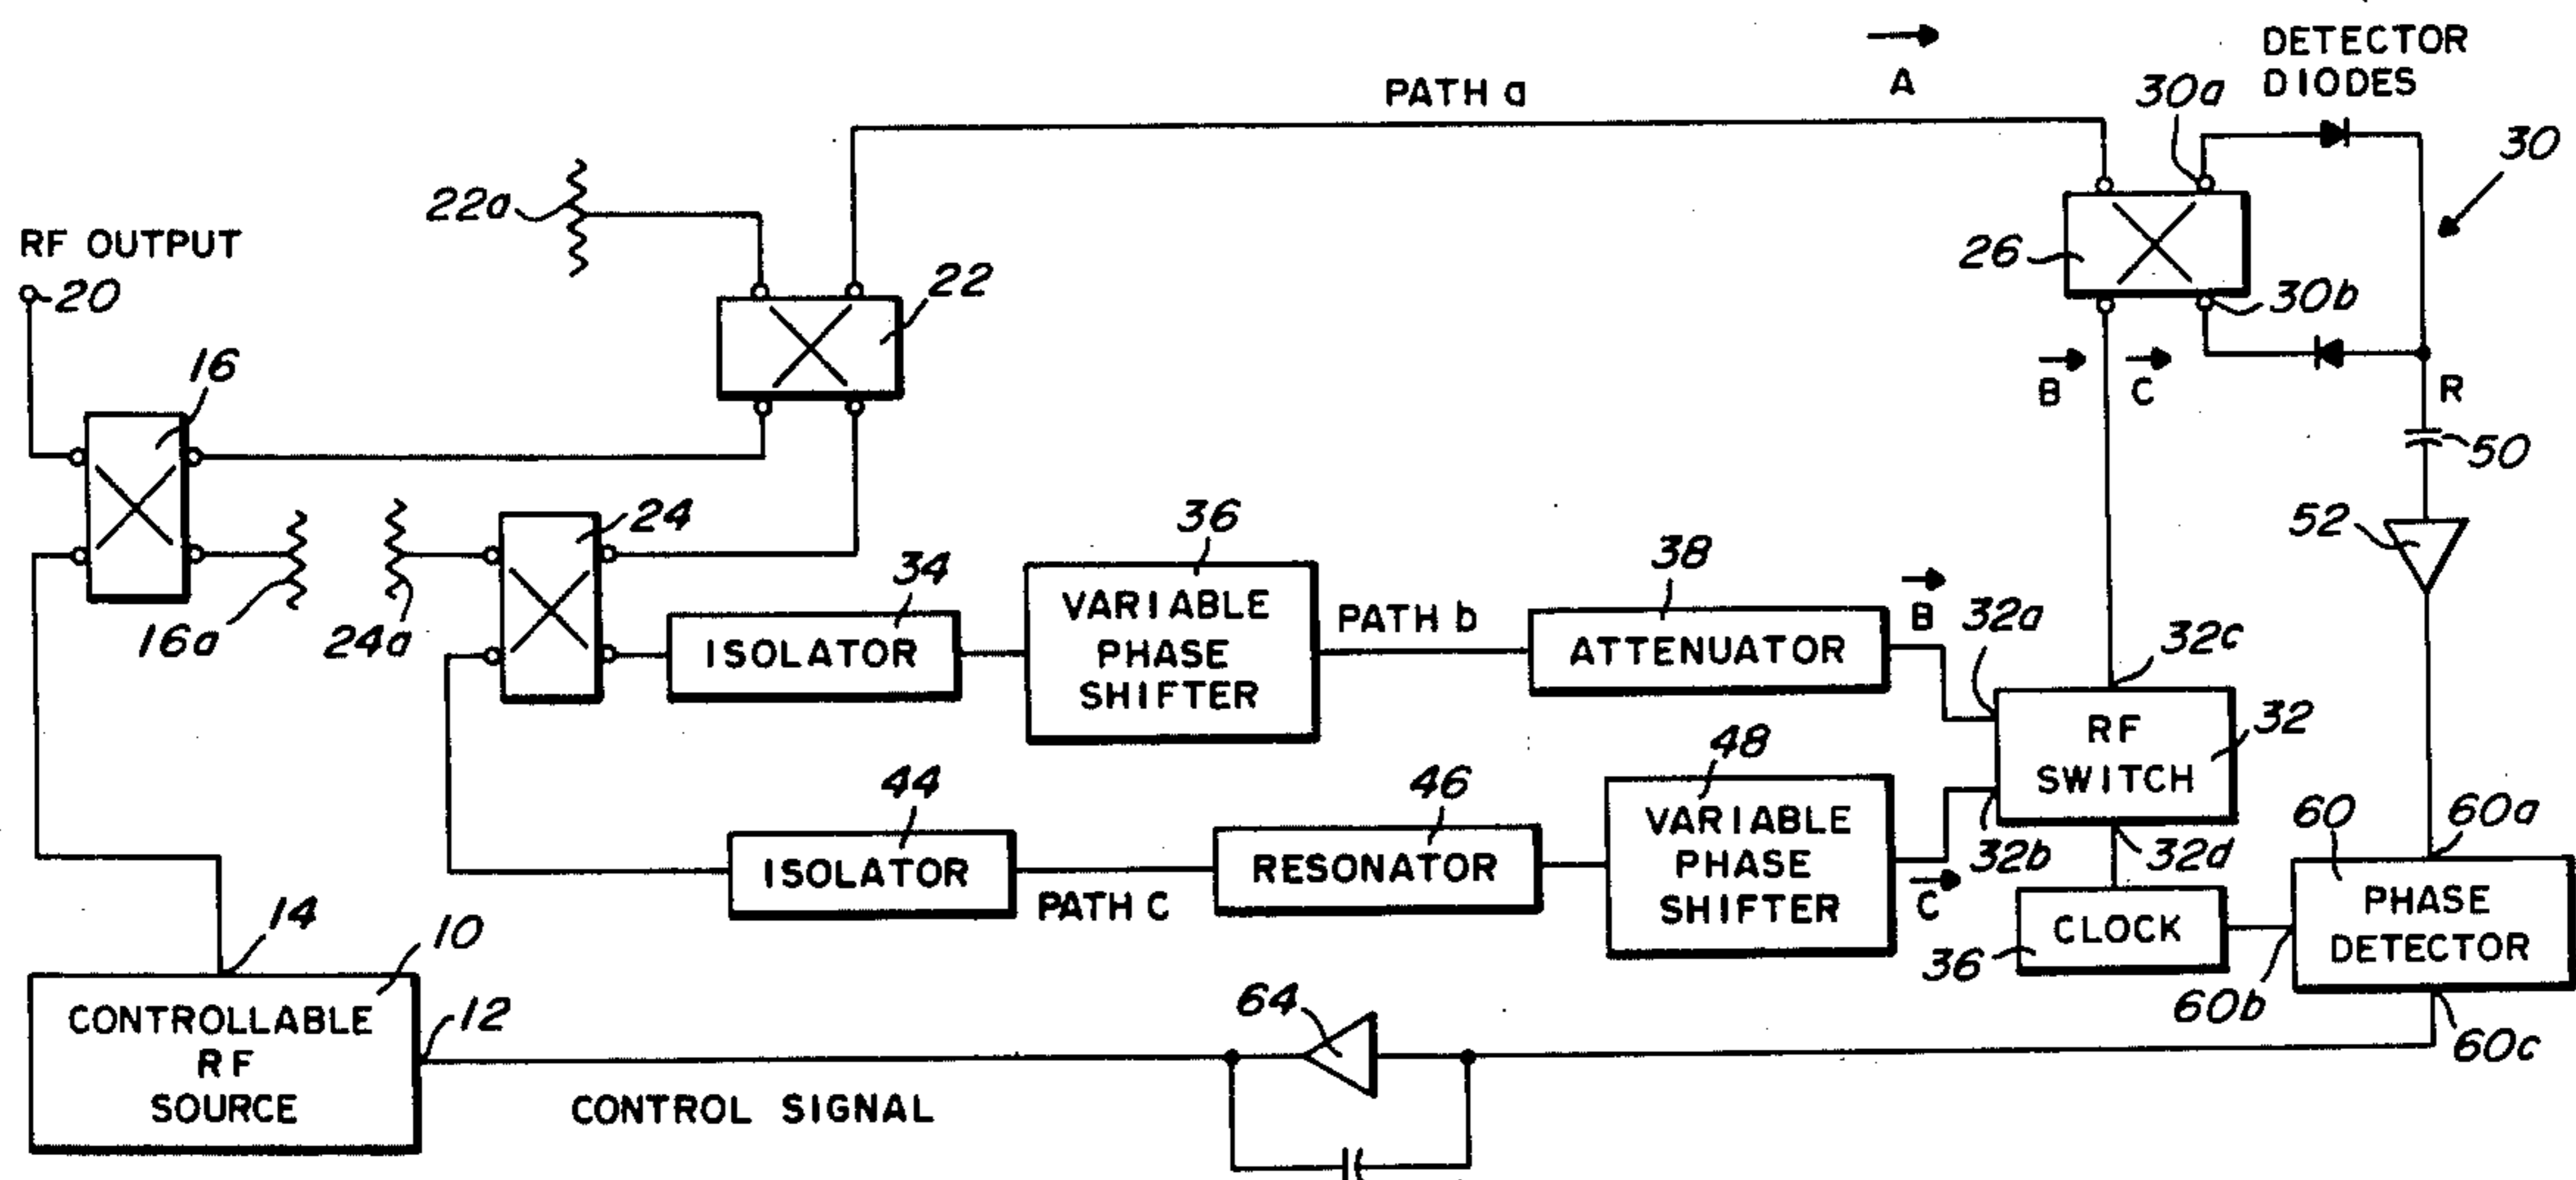 A
DETECTOR
DIODES
PATH a
30a
30
22a
RF OUTPUT
20
26
22
30b
16
B
C
R
50
24
36
38
52
34
VARIABLE
PHASE
SHIFTER
PATH b
B
32a
32c
16a
24a
ISOLATOR
ATTENUATOR
RF
SWITCH
32
48
44
46
VARIABLE
PHASE
SHIFTER
32b
32d
60
60a
ISOLATOR
PATH C
RESONATOR
C
14
10
CLOCK
36
PHASE
DETECTOR
60b
60c
CONTROLLABLE
RF
SOURCE
12
64
CONTROL SIGNAL